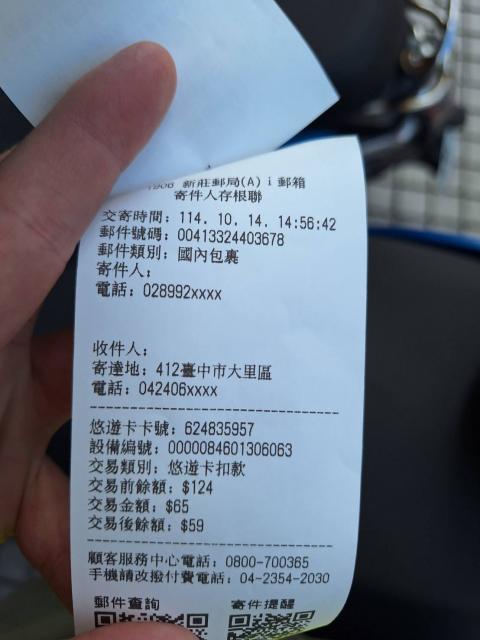 新莊郵局(A) i 郵箱
寄件人存根聯
交寄時間: 114. 10. 14. 14:56:42
郵件號碼: 00413324403678
郵件類別: 國內包裹
寄件人:
電話: 028992xxxx
收件人:
寄達地: 412臺中市大里區
電話: 042406xxxx
悠遊卡卡號: 624835957
設備編號: 0000084601306063
交易類別: 悠遊卡扣款
交易前餘額: $124
交易金額: $65
交易後餘額: $59
顧客服務中心電話: 0800-700365
手機請改撥付費電話: 04-2354-2030
郵件查詢 寄件提醒